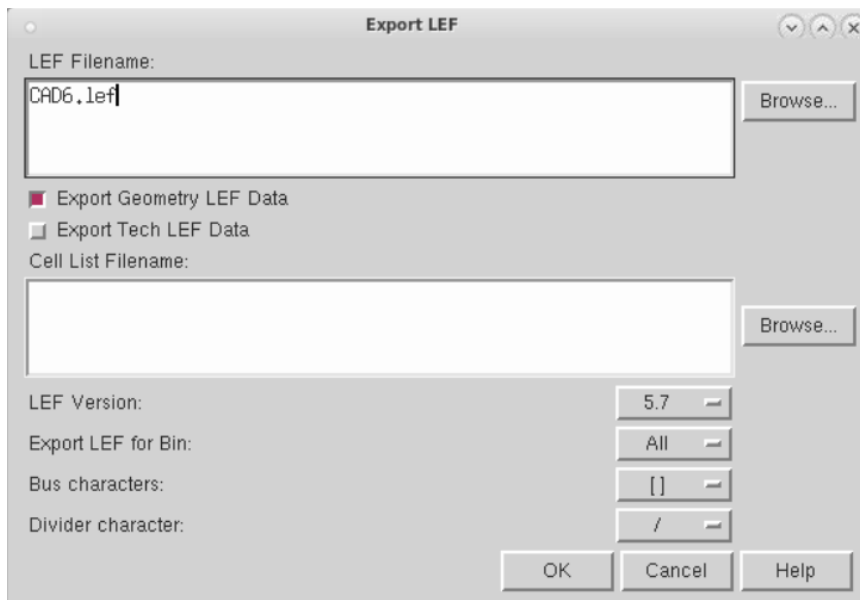 Export LEF
LEF Filename:
CAD6.lef
Browse...
Export Geometry LEF Data
Export Tech LEF Data
Cell List Filename:
Browse...
LEF Version: 5.7
Export LEF for Bin: All
Bus characters: []
Divider character: /
OK Cancel Help